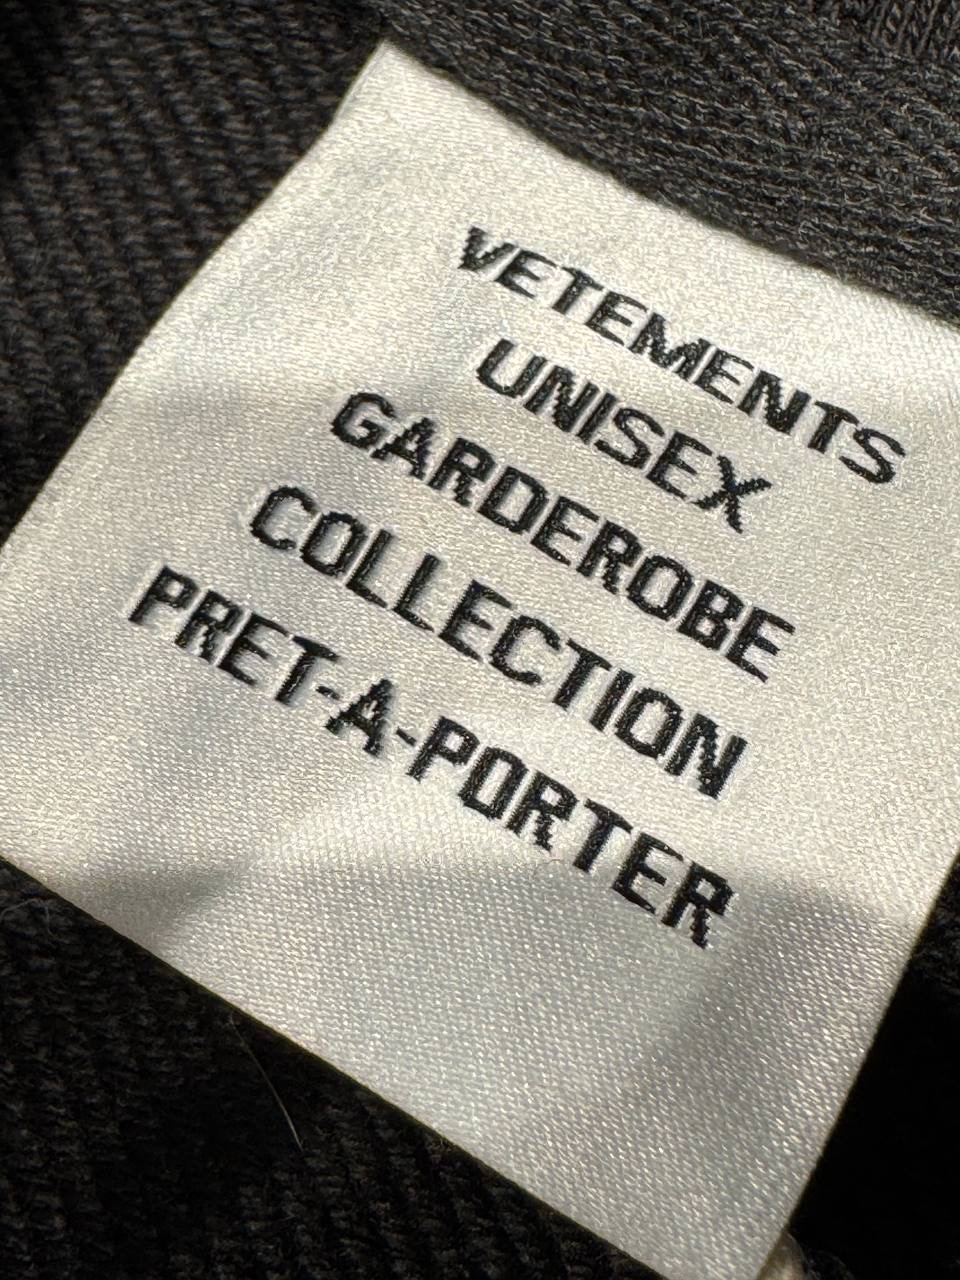 VETEMENTS
UNISEX
GARDEROBE
COLLECTION
PRET-A-PORTER